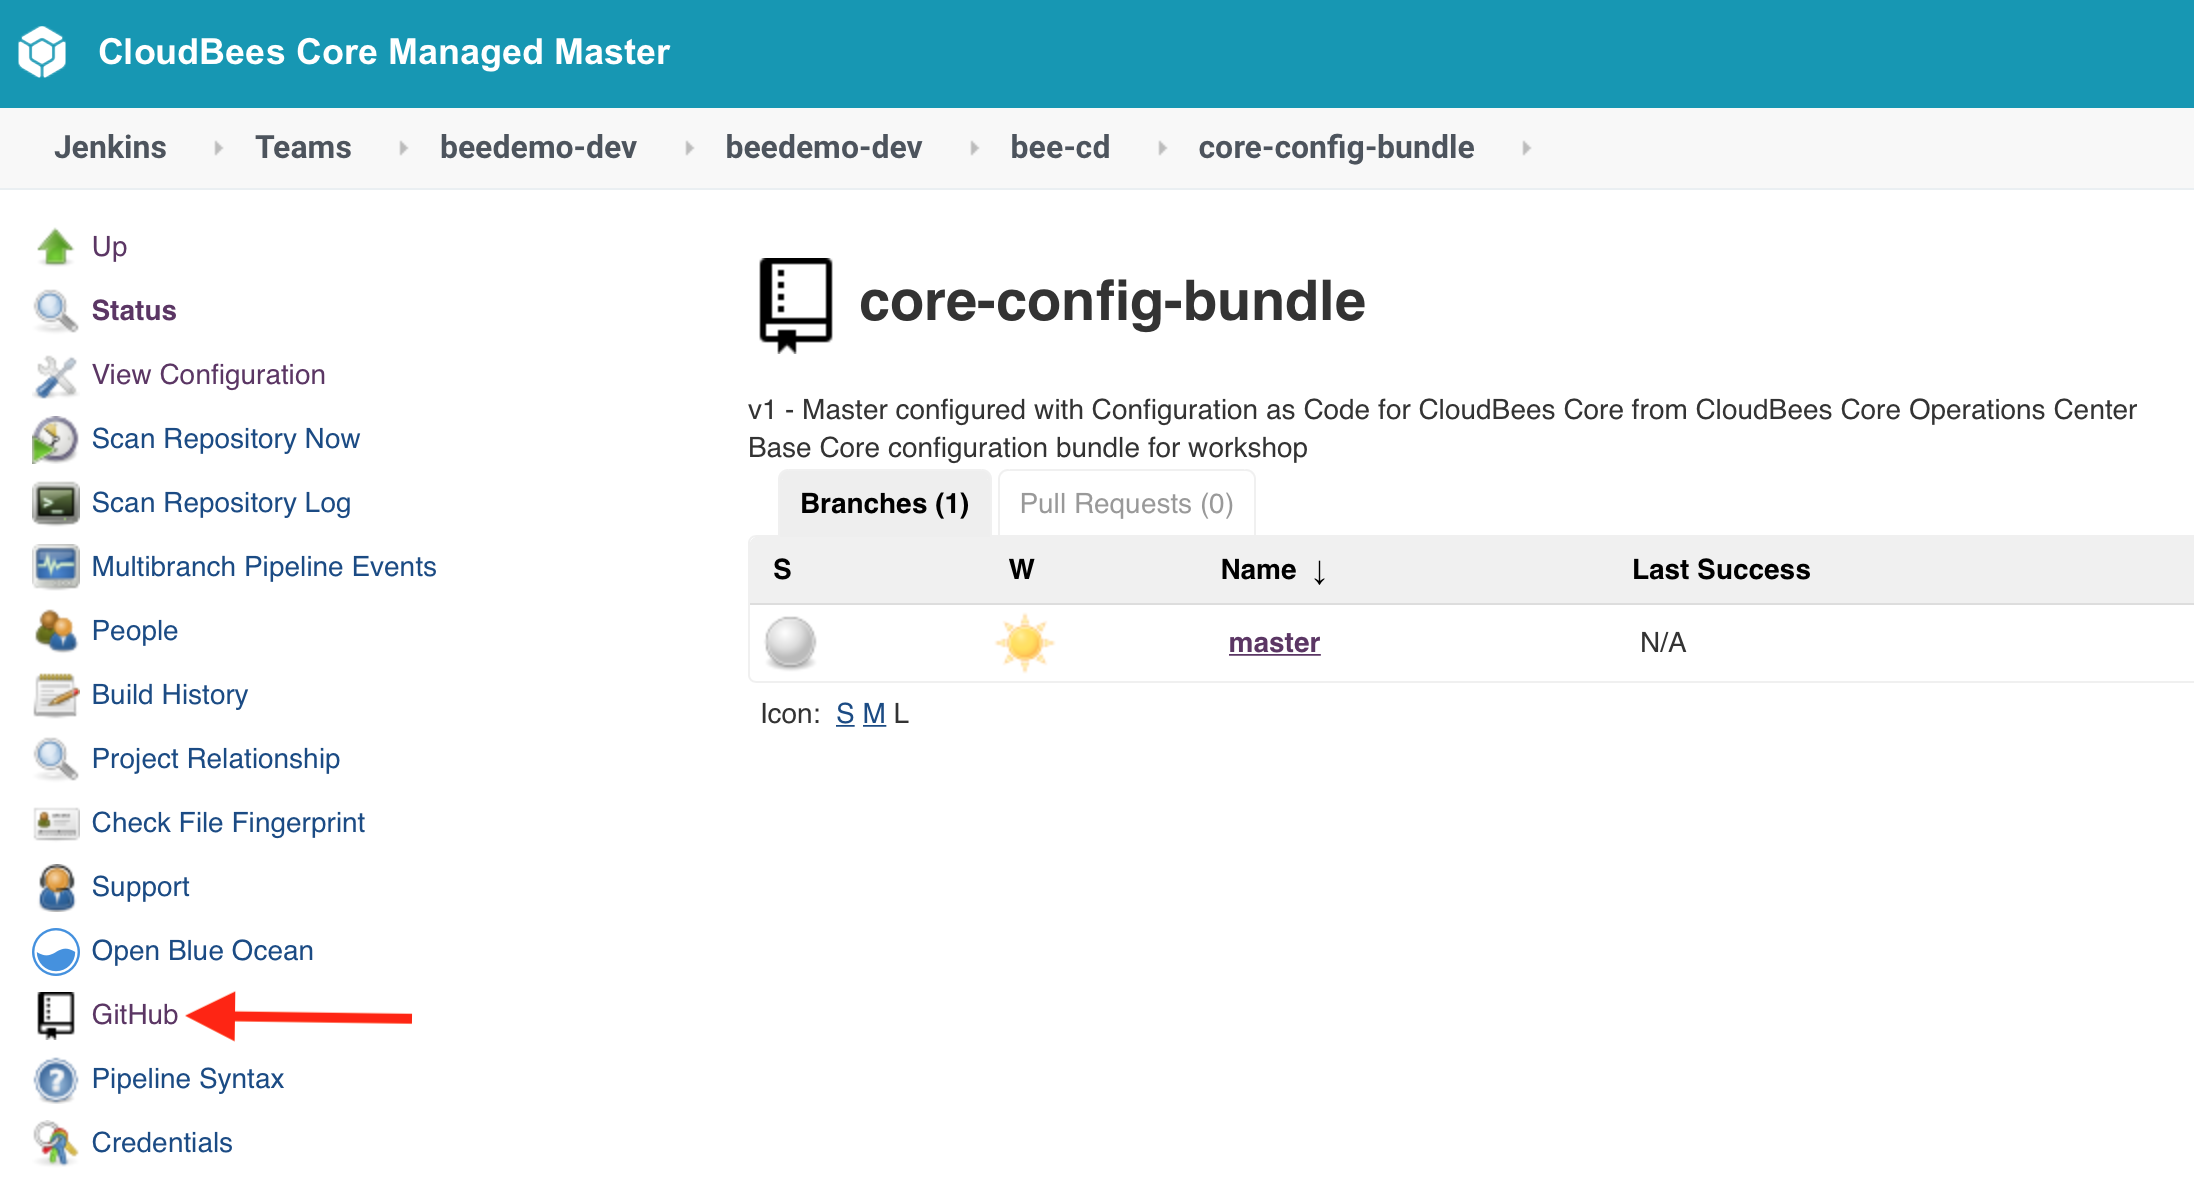 CloudBees Core Managed Master
Jenkins Teams beedemo-dev beedemo-dev bee-cd core-config-bundle
Up
Status
View Configuration
Scan Repository Now
Scan Repository Log
Multibranch Pipeline Events
People
Build History
Project Relationship
Check File Fingerprint
Support
Open Blue Ocean
GitHub
Pipeline Syntax
Credentials
core-config-bundle
v1 - Master configured with Configuration as Code for CloudBees Core from CloudBees Core Operations Center
Base Core configuration bundle for workshop
Branches (1) Pull Requests (0)
S W Name ↓ Last Success
master N/A
Icon: S M L